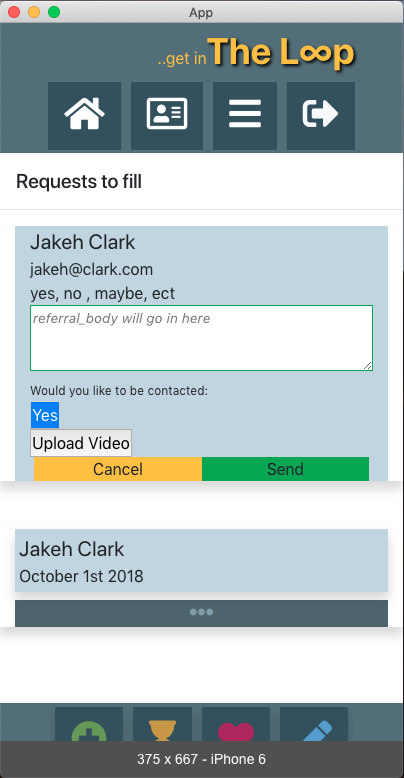 App
..get in The L∞p
Requests to fill
Jakeh Clark
jakeh@clark.com
yes, no , maybe, ect
referral_body will go in here
Would you like to be contacted:
Yes
Upload Video
Cancel Send
Jakeh Clark
October 1st 2018
375 x 667 - iPhone 6